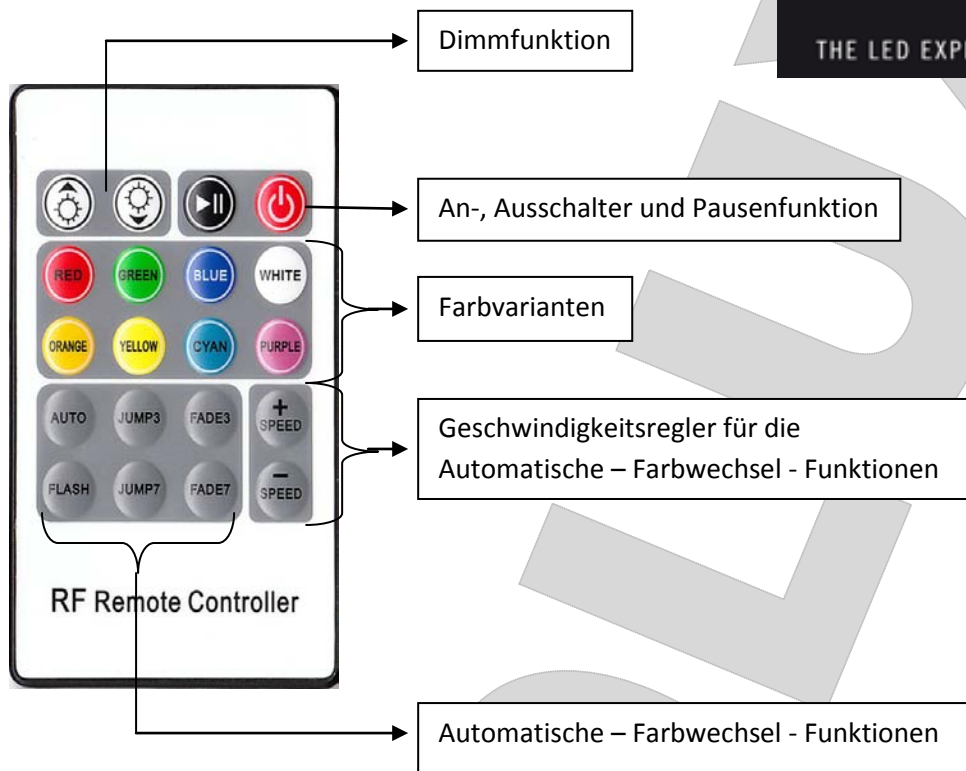 Dimmfunktion
THE LED
An-, Ausschalter und Pausenfunktion
RED GREEN BLUE WHITE
Farbvarianten
ORANGE YELLOW CYAN PURPLE
AUTO JUMP3 FADE3 + SPEED
Geschwindigkeitsregler für die
Automatische – Farbwechsel - Funktionen
FLASH JUMP7 FADE7 – SPEED
RF Remote Controller
Automatische – Farbwechsel - Funktionen